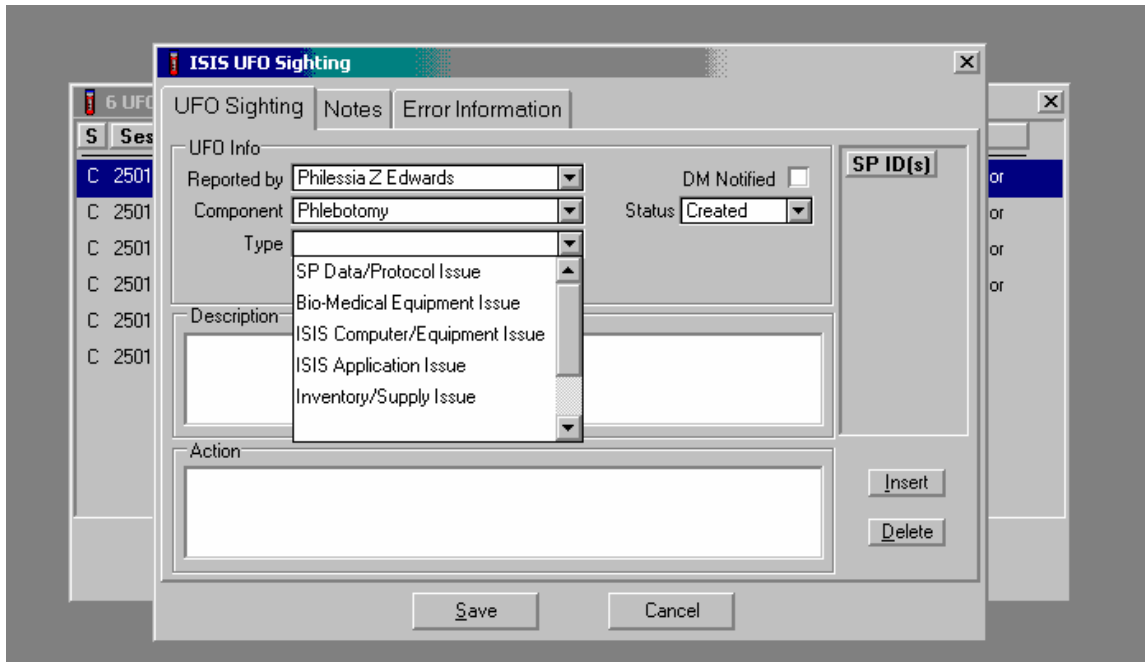 ISIS UFO Sighting
6 UFO
UFO Sighting Notes Error Information
S Ses
UFO Info
SP ID(s)
C 2501 Reported by Philessia Z Edwards DM Notified or
C 2501 Component Phlebotomy Status Created or
C 2501 Type or
SP Data/Protocol Issue
C 2501 or
Bio-Medical Equipment Issue
C 2501 Description
ISIS Computer/Equipment Issue
C 2501
ISIS Application Issue
Inventory/Supply Issue
Action
Insert
Delete
Save Cancel